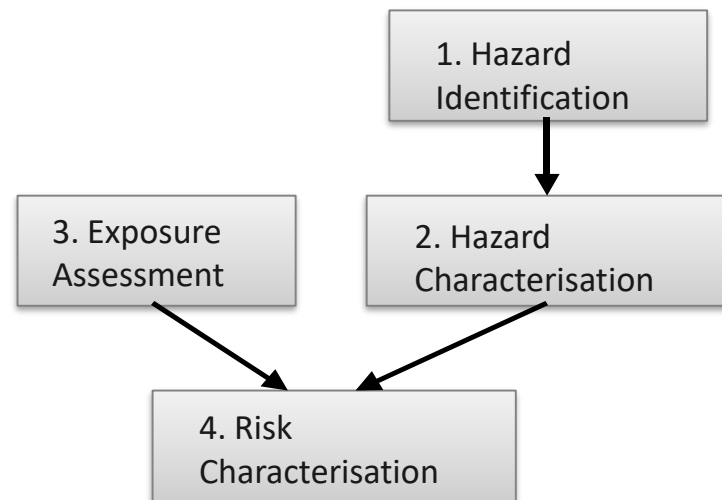 1. Hazard
Identification
3. Exposure
Assessment
2. Hazard
Characterisation
4. Risk
Characterisation